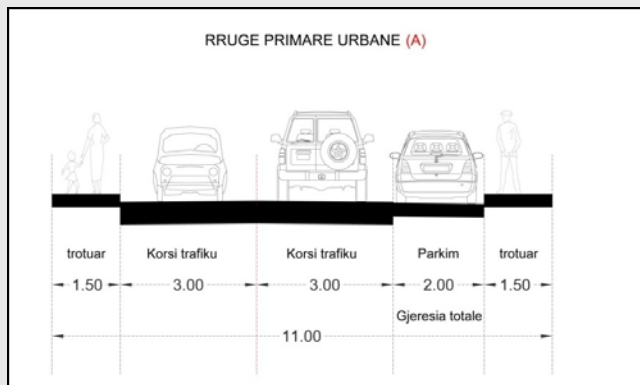 RRUGE PRIMARE URBANE (A)
trotuar Korsi trafiku Korsi trafiku Parkim trotuar
1.50 3.00 3.00 2.00 1.50
Gjeresia totale
11.00